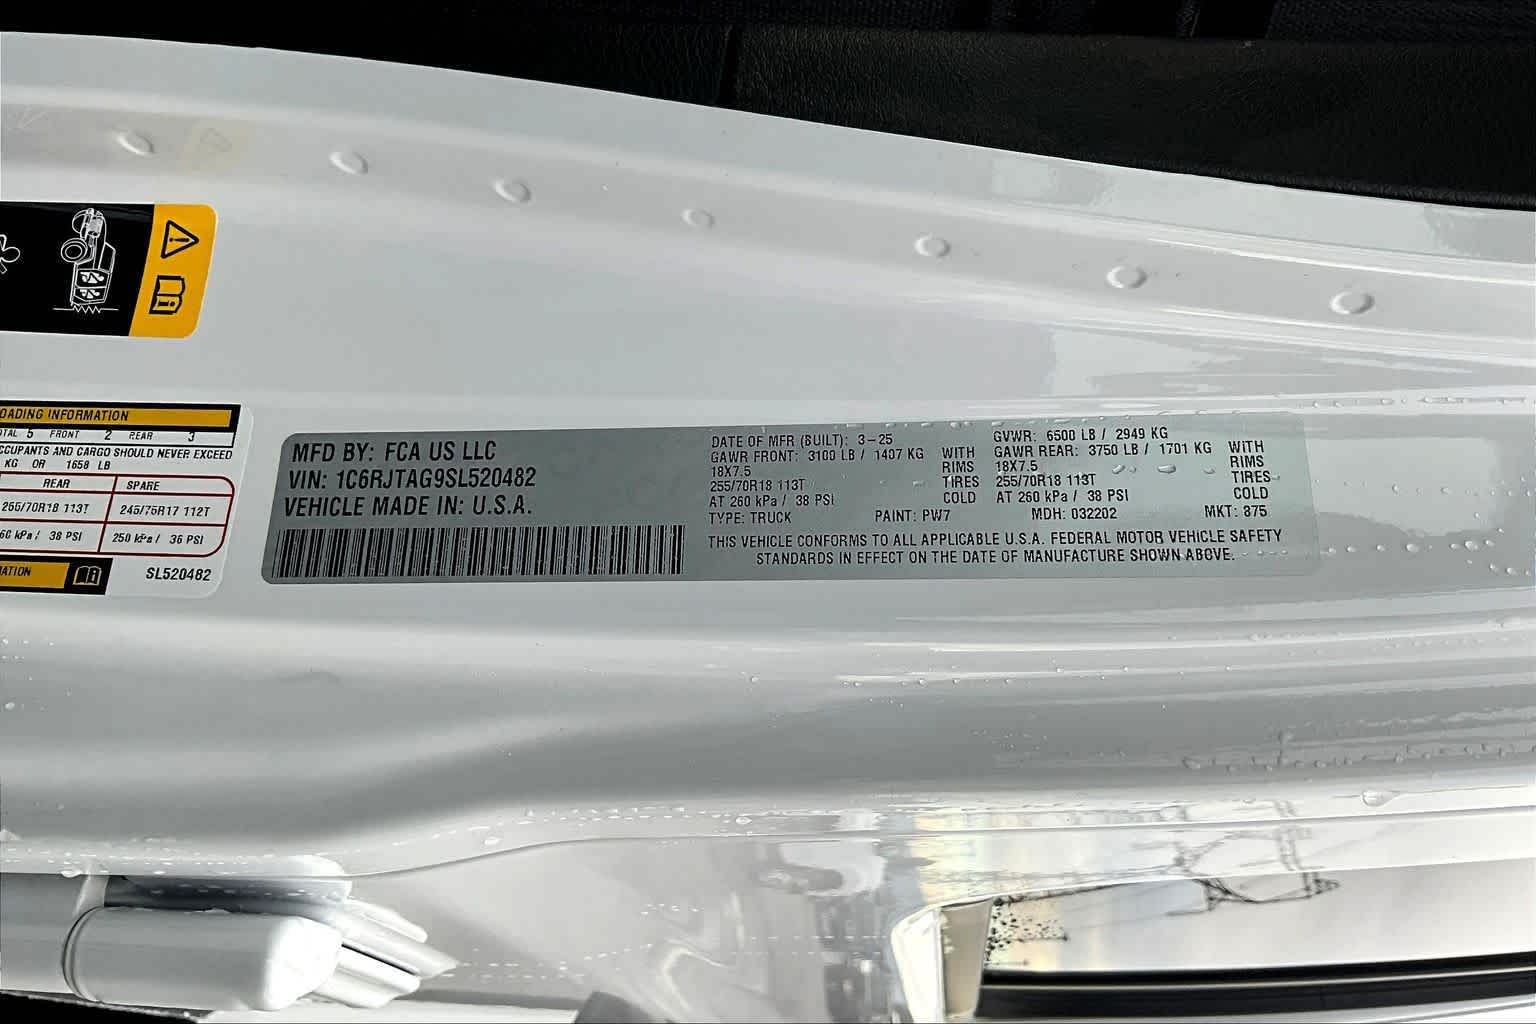 OADING INFORMATION
TAL 5 FRONT 2 REAR 3
CCUPANTS AND CARGO SHOULD NEVER EXCEED
KG OR 1658 LB
REAR SPARE
255/70R18 113T 245/75R17 112T
60 kPa / 38 PSI 250 kPa / 36 PSI
MATION
SL520482
MFD BY: FCA US LLC
VIN: 1C6RJTAG9SL520482
VEHICLE MADE IN: U.S.A.
DATE OF MFR (BUILT): 3-25
GAWR FRONT: 3100 LB / 1407 KG WITH
18X7.5 RIMS
255/70R18 113T TIRES
AT 260 kPa / 38 PSI COLD
GVWR: 6500 LB / 2949 KG
GAWR REAR: 3750 LB / 1701 KG WITH
18X7.5 RIMS
255/70R18 113T TIRES
AT 260 kPa / 38 PSI COLD
TYPE: TRUCK PAINT: PW7 MDH: 032202 MKT: 875
THIS VEHICLE CONFORMS TO ALL APPLICABLE U.S.A. FEDERAL MOTOR VEHICLE SAFETY
STANDARDS IN EFFECT ON THE DATE OF MANUFACTURE SHOWN ABOVE.